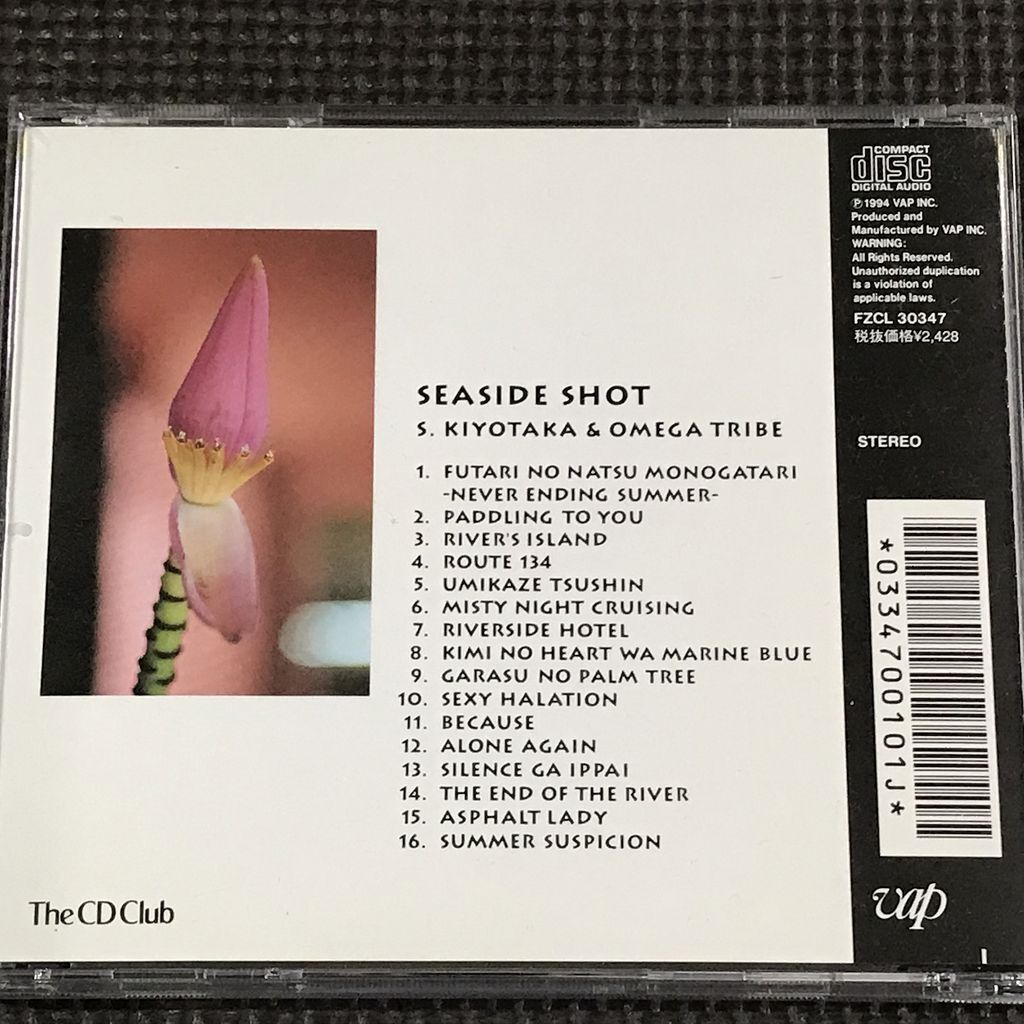 SEASIDE SHOT
S. KIYOTAKA & OMEGA TRIBE
1. FUTARI NO NATSU MONOGATARI
-NEVER ENDING SUMMER-
2. PADDLING TO YOU
3. RIVER'S ISLAND
4. ROUTE 134
5. UMIKAZE TSUSHIN
6. MISTY NIGHT CRUISING
7. RIVERSIDE HOTEL
8. KIMI NO HEART WA MARINE BLUE
9. GARASU NO PALM TREE
10. SEXY HALATION
11. BECAUSE
12. ALONE AGAIN
13. SILENCE GA IPPAI
14. THE END OF THE RIVER
15. ASPHALT LADY
16. SUMMER SUSPICION
The CD Club
COMPACT
disc
DIGITAL AUDIO
℗1994 VAP INC.
Produced and
Manufactured by VAP INC.
WARNING:
All Rights Reserved.
Unauthorized duplication
is a violation of
applicable laws.
FZCL 30347
税抜価格¥2,428
STEREO
*0334700101J*
vap